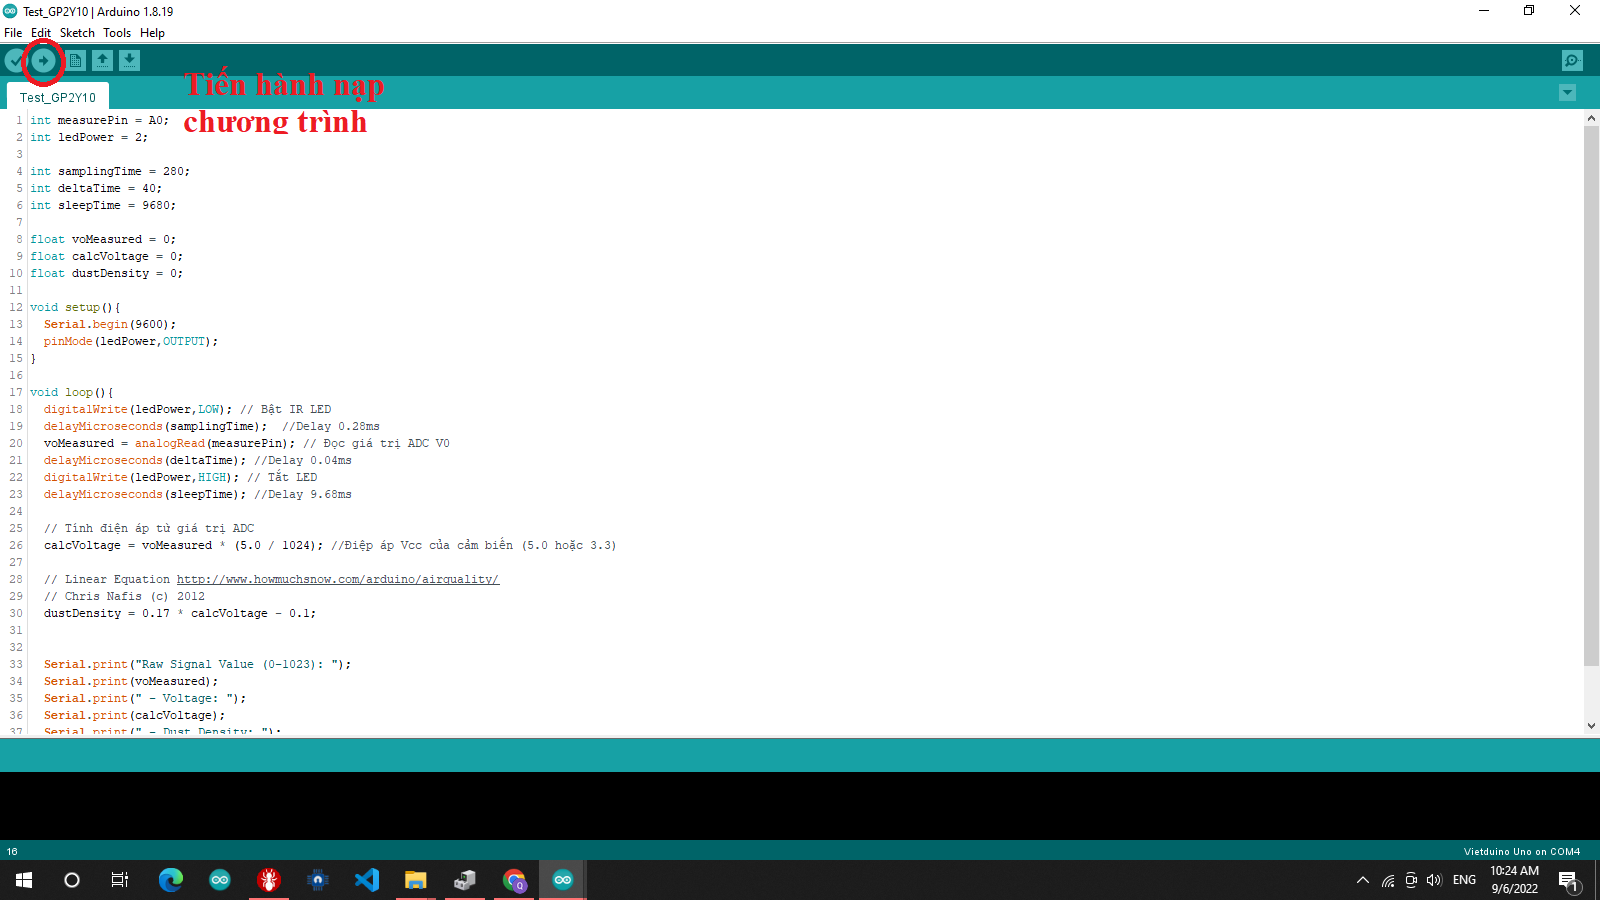 Test_GP2Y10 | Arduino 1.8.19
File Edit Sketch Tools Help
Tiến hành nạp
chương trình
Test_GP2Y10
1 int measurePin = A0;
2 int ledPower = 2;
3
4 int samplingTime = 280;
5 int deltaTime = 40;
6 int sleepTime = 9680;
7
8 float voMeasured = 0;
9 float calcVoltage = 0;
10 float dustDensity = 0;
11
12 void setup(){
13 Serial.begin(9600);
14 pinMode(ledPower,OUTPUT);
15 }
16
17 void loop(){
18 digitalWrite(ledPower,LOW); // Bật IR LED
19 delayMicroseconds(samplingTime); //Delay 0.28ms
20 voMeasured = analogRead(measurePin); // Đọc giá trị ADC V0
21 delayMicroseconds(deltaTime); //Delay 0.04ms
22 digitalWrite(ledPower,HIGH); // Tắt LED
23 delayMicroseconds(sleepTime); //Delay 9.68ms
24
25 // Tính điện áp từ giá trị ADC
26 calcVoltage = voMeasured * (5.0 / 1024); //Điệp áp Vcc của cảm biến (5.0 hoặc 3.3)
27
28 // Linear Equation http://www.howmuchsnow.com/arduino/airquality/
29 // Chris Nafis (c) 2012
30 dustDensity = 0.17 * calcVoltage - 0.1;
31
32
33 Serial.print("Raw Signal Value (0-1023): ");
34 Serial.print(voMeasured);
35 Serial.print(" - Voltage: ");
36 Serial.print(calcVoltage);
37 Serial.print(" - Dust Density: ");
16
Vietduino Uno on COM4
ENG
10:24 AM
9/6/2022
1